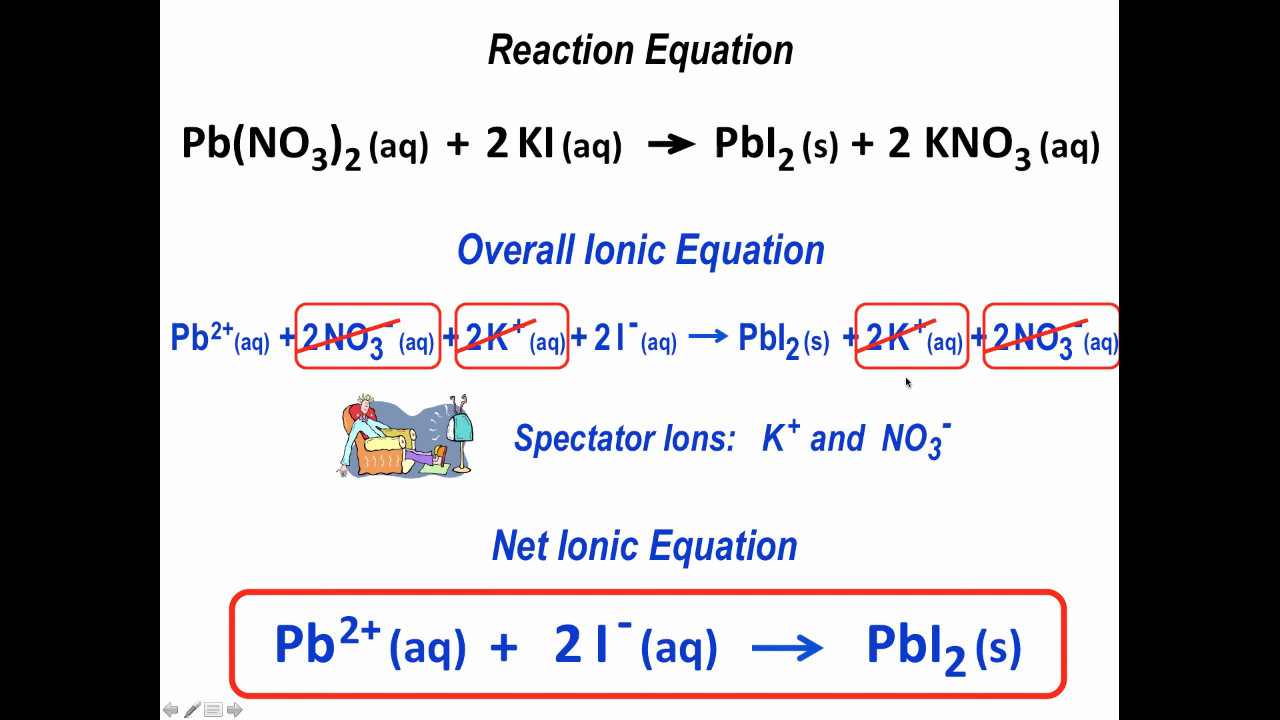 Reaction Equation
Pb(NO₃)₂ (aq) + 2 KI (aq) → PbI₂ (s) + 2 KNO₃ (aq)
Overall Ionic Equation
Pb²⁺(aq) + 2 NO₃⁻ (aq) + 2 K⁺ (aq) + 2 I⁻ (aq) → PbI₂ (s) + 2 K⁺ (aq) + 2 NO₃⁻ (aq)
Spectator Ions: K⁺ and NO₃⁻
Net Ionic Equation
Pb²⁺ (aq) + 2 I⁻ (aq) → PbI₂ (s)